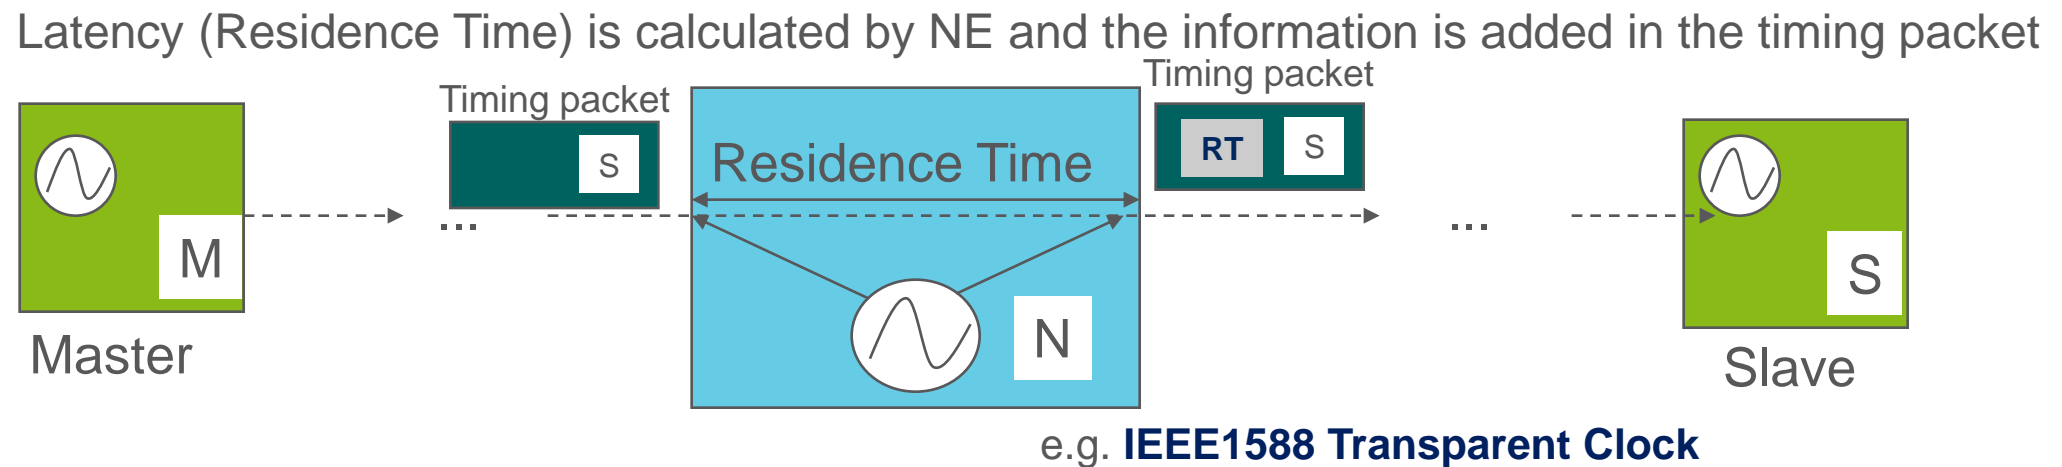 Latency (Residence Time) is calculated by NE and the information is added in the timing packet
Timing packet
Timing packet
S
Residence Time
RT
S
M
...
...
N
S
Master
Slave
e.g. IEEE1588 Transparent Clock